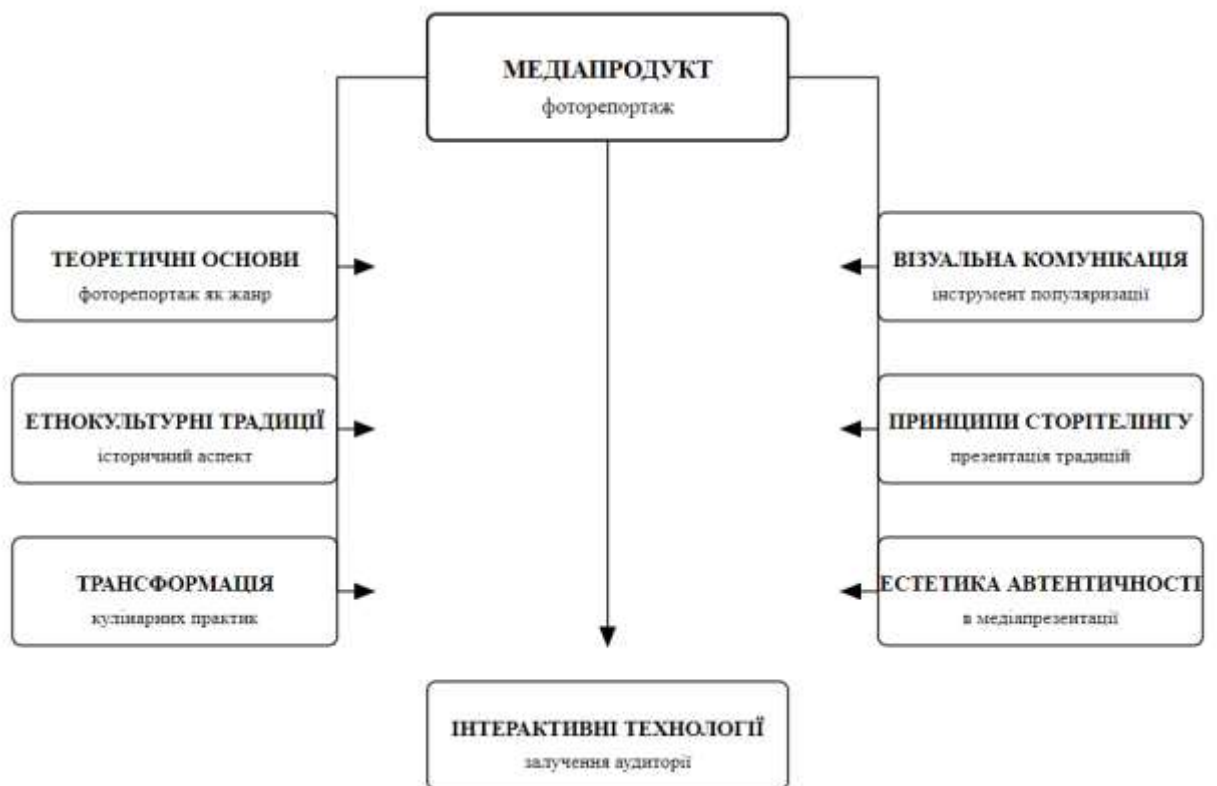 МЕДІАПРОДУКТ
фоторепортаж
ТЕОРЕТИЧНІ ОСНОВИ
фоторепортаж як жанр
ВІЗУАЛЬНА КОМУНІКАЦІЯ
інструмент популяризації
ЕТНОКУЛЬТУРНІ ТРАДИЦІЇ
історичний аспект
ПРИНЦИПИ СТОРІТЕЛІНГУ
презентація традицій
ТРАНСФОРМАЦІЯ
кулінарних практик
ЕСТЕТИКА АВТЕНТИЧНОСТІ
в медіапрезентації
ІНТЕРАКТИВНІ ТЕХНОЛОГІЇ
залучення аудиторії